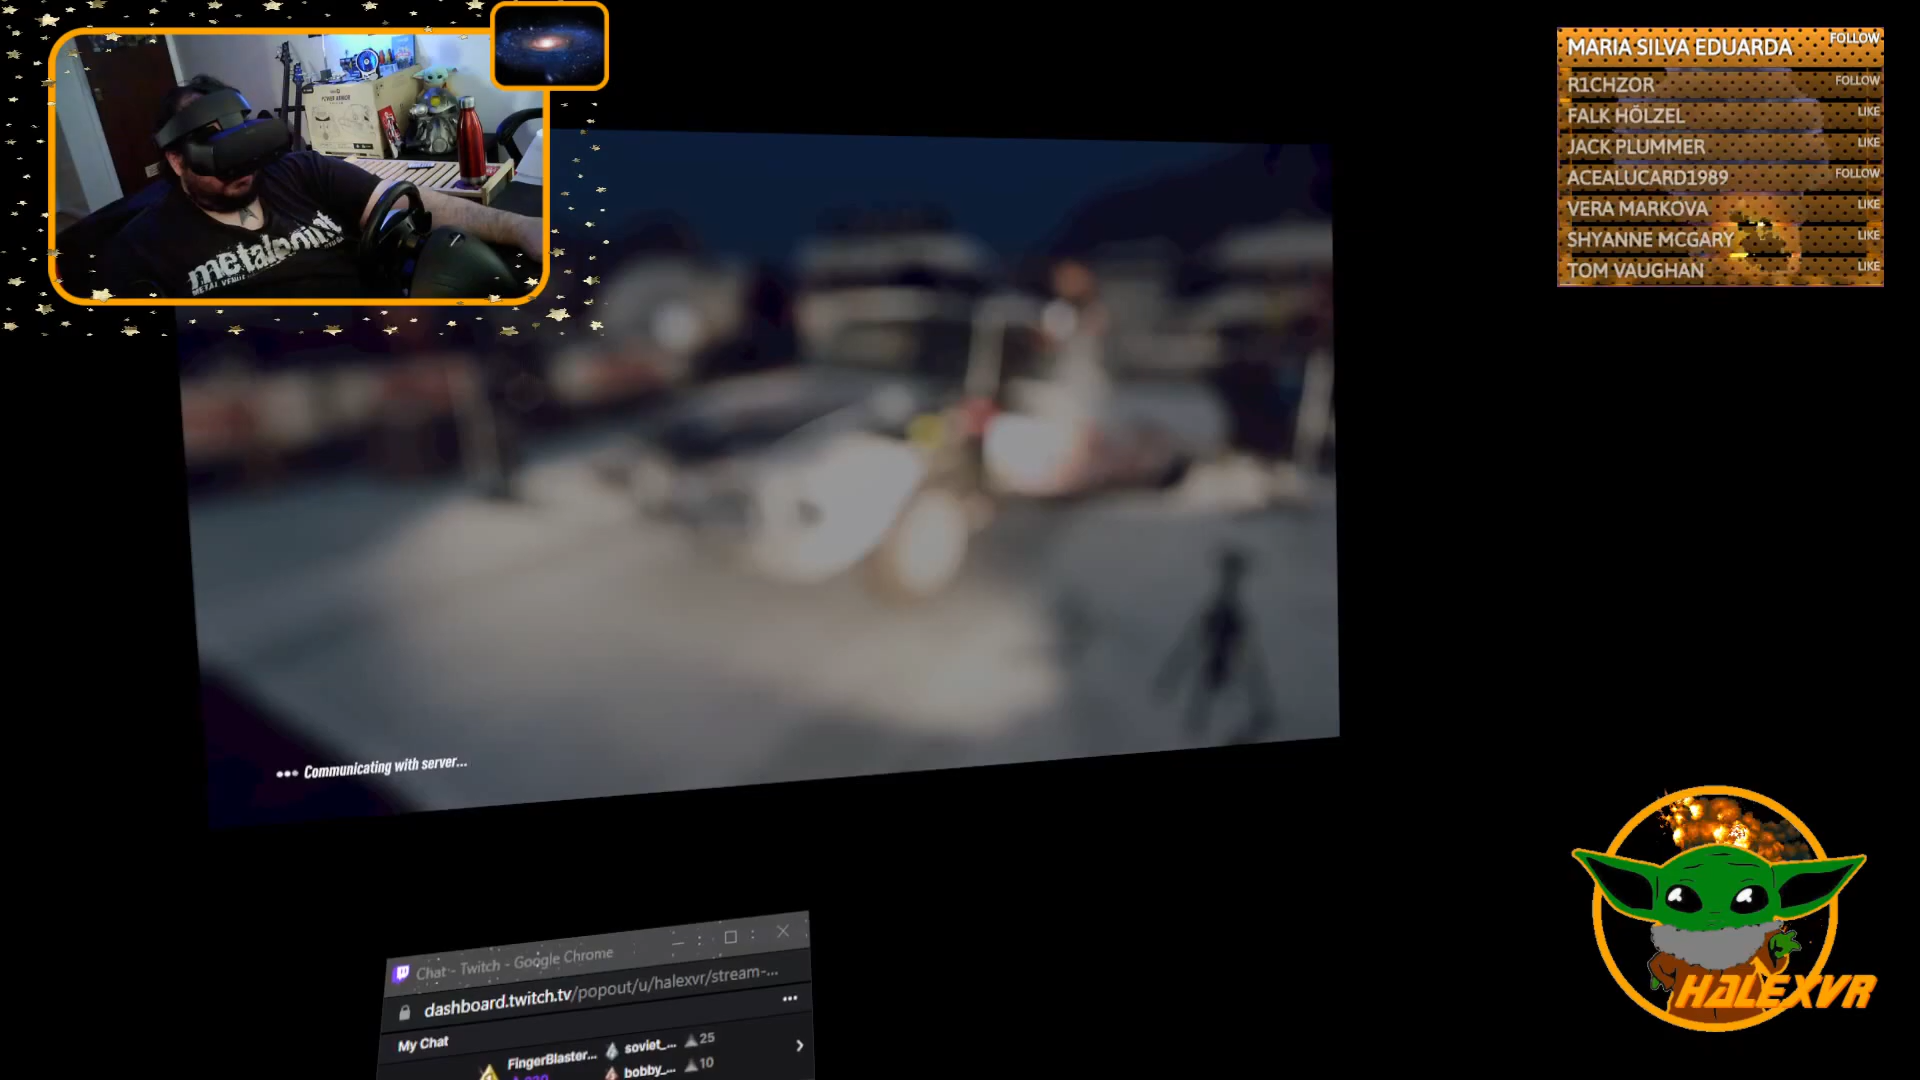 metalpoint
POWER ARMOR
MARIA SILVA EDUARDA FOLLOW
R1CHZOR FOLLOW
FALK HÖLZEL LIKE
JACK PLUMMER LIKE
ACEALUCARD1989 FOLLOW
VERA MARKOVA LIKE
SHYANNE MCGARY LIKE
TOM VAUGHAN LIKE
••• Communicating with server...
Chat - Twitch - Google Chrome
dashboard.twitch.tv/popout/u/halexvr/stream-...
My Chat
FingerBlaster... soviet_... 25
bobby_... 10
HALEXVR